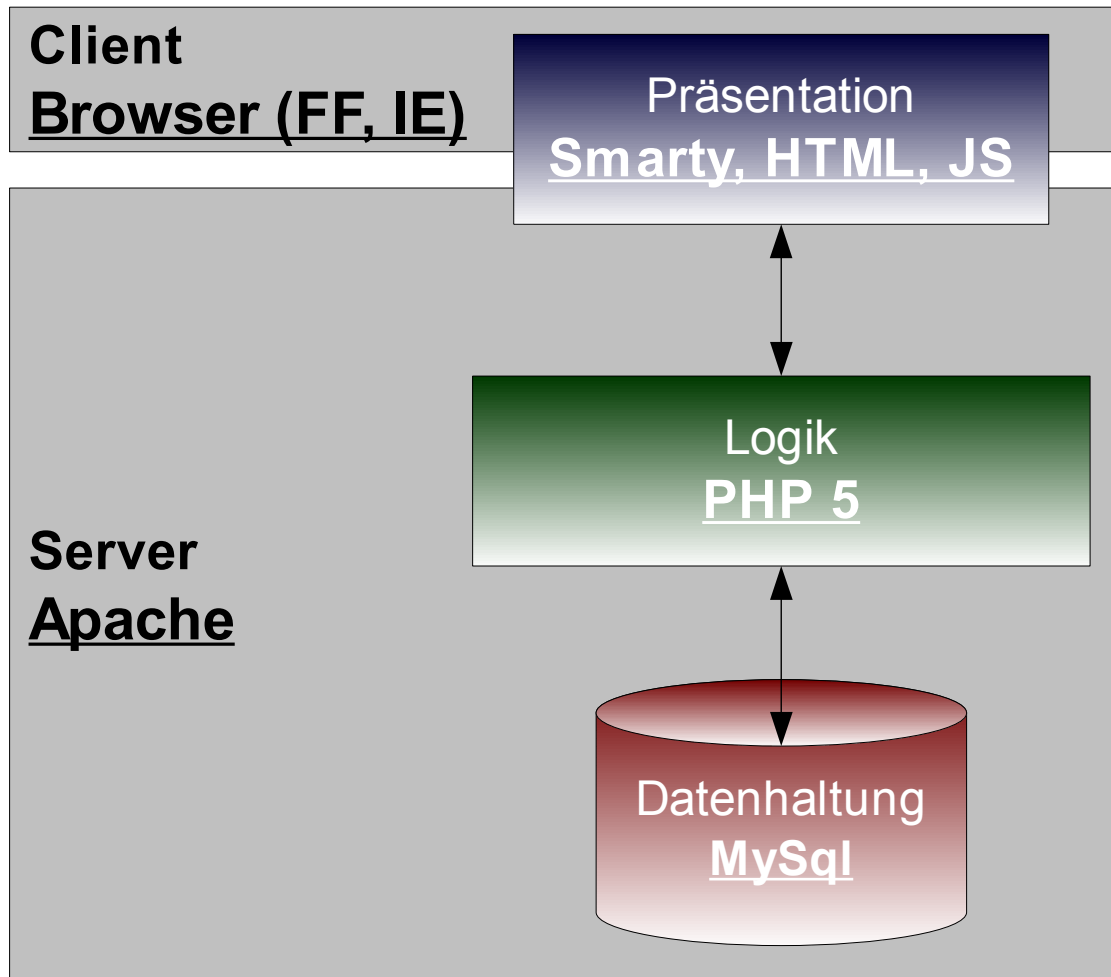 Client
Browser (FF, IE)
Präsentation
Smarty, HTML, JS
Logik
PHP 5
Server
Apache
Datenhaltung
MySql